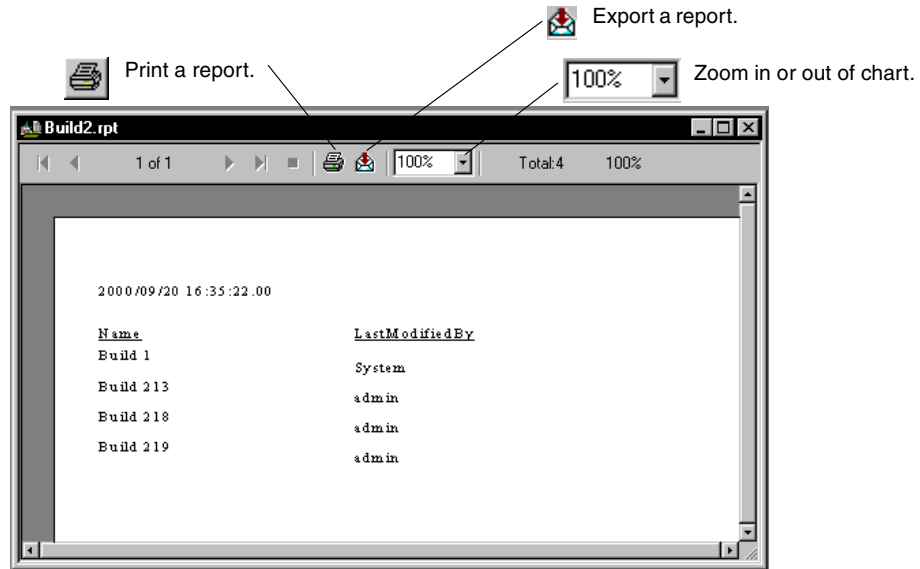 Export a report.
Print a report.
100%
Zoom in or out of chart.
Build2.rpt
1 of 1 100% Total:4 100%
2000/09/20 16:35:22.00
Name LastModifiedBy
Build 1 System
Build 213 admin
Build 218 admin
Build 219 admin